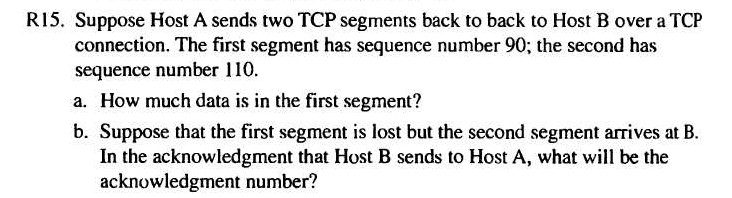 R15. Suppose Host A sends two TCP segments back to back to Host B over a TCP
connection. The first segment has sequence number 90; the second has
sequence number 110.
a. How much data is in the first segment?
b. Suppose that the first segment is lost but the second segment arrives at B.
In the acknowledgment that Host B sends to Host A, what will be the
acknowledgment number?